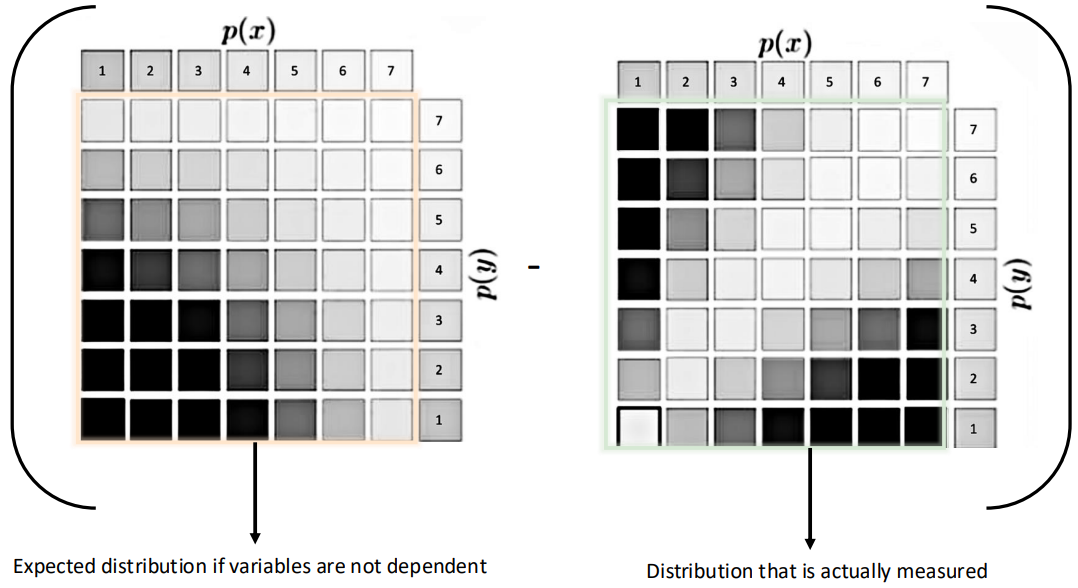 p(x)
1 2 3 4 5 6 7
7
6
5
4
3
2
1
p(y)
-
p(x)
1 2 3 4 5 6 7
7
6
5
4
3
2
1
p(y)
Expected distribution if variables are not dependent
Distribution that is actually measured